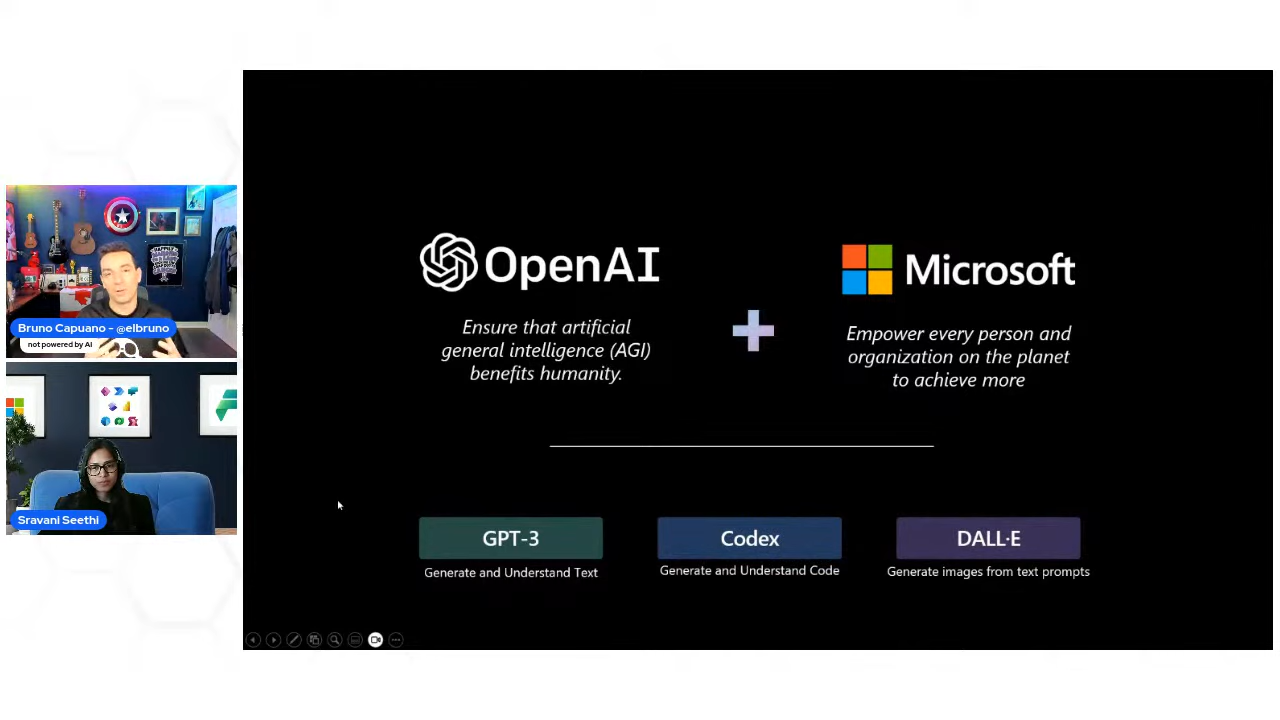 Bruno Capuano - @elbruno
not powered by AI
Sravani Seethi
OpenAI
Ensure that artificial
general intelligence (AGI)
benefits humanity.
Microsoft
Empower every person and
organization on the planet
to achieve more
GPT-3
Generate and Understand Text
Codex
Generate and Understand Code
DALL·E
Generate images from text prompts